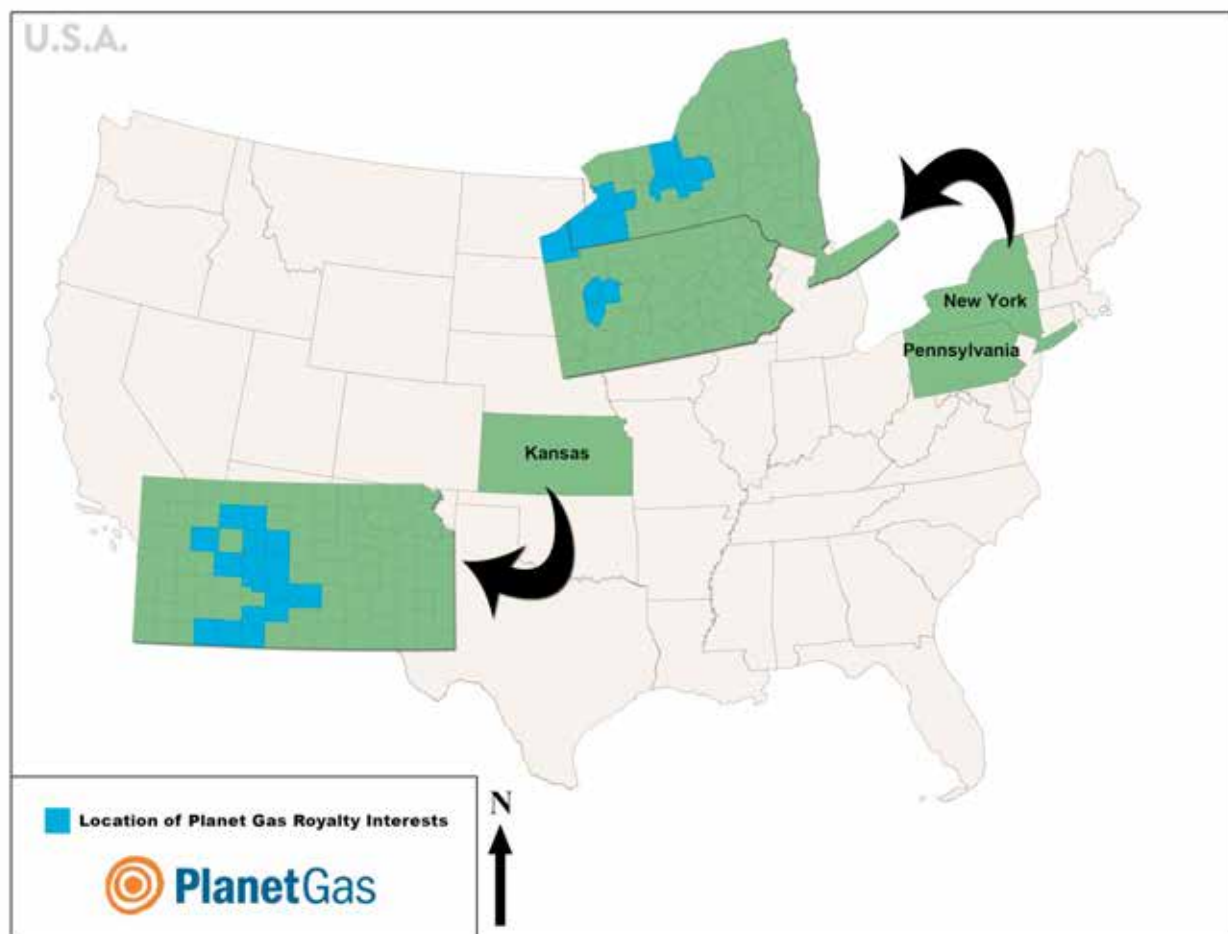 U.S.A.
New York
Pennsylvania
Kansas
Location of Planet Gas Royalty Interests
N
PlanetGas